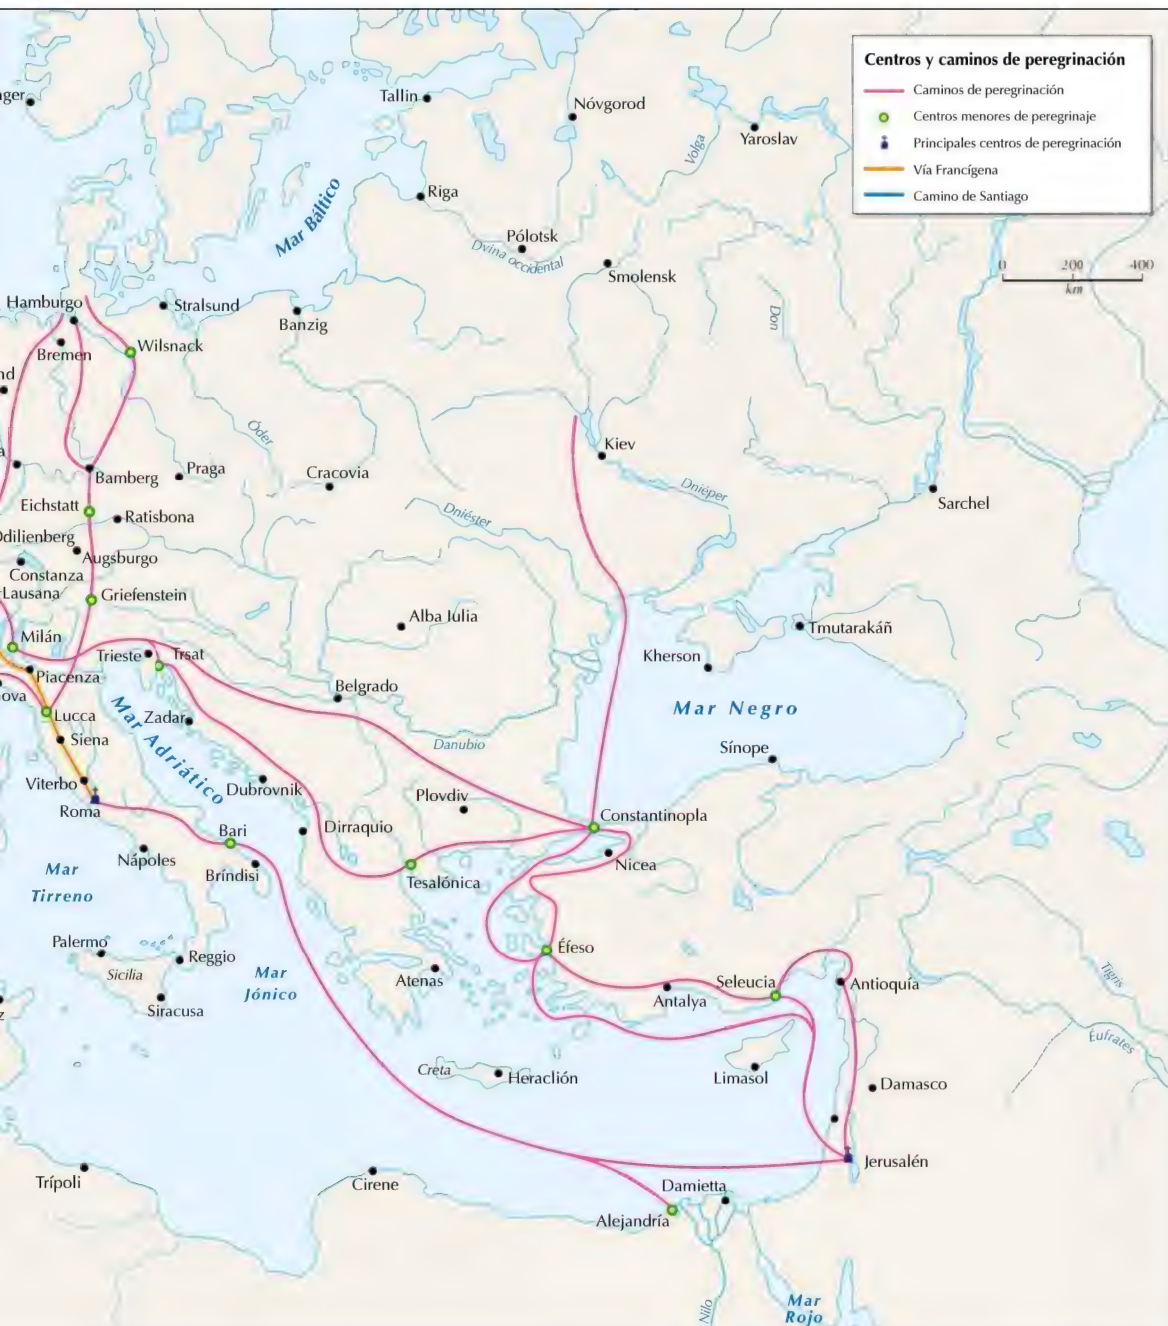 Centros y caminos de peregrinación
Caminos de peregrinación
Centros menores de peregrinaje
Principales centros de peregrinación
Vía Francígena
Camino de Santiago
0 200 400
km
Tallin
Nóvgorod
Yaroslav
Volga
Riga
Mar Báltico
Pólotsk
Dvina occidental
Smolensk
Don
Hamburgo
Stralsund
Banzig
Bremen
Wilsnack
nd
Óder
Kiev
Bamberg
Praga
Cracovia
Dniéper
Sarchel
Eichstatt
Ratisbona
Dniéster
Odilienberg
Augsburgo
Constanza
Lausana
Griefenstein
Alba Iulia
Tmutarakáñ
Milán
Trieste
Trsat
Kherson
Piacenza
ova
Belgrado
Mar Negro
Lucca
Mar Adriático
Zadar
Siena
Danubio
Sínope
Viterbo
Dubrovnik
Plovdiv
Roma
Constantinopla
Bari
Dirraquio
Nápoles
Nicea
Mar
Tirreno
Bríndisi
Tesalónica
Palermo
Éfeso
Reggio
Sicilia
Mar
Jónico
Atenas
Seleucia
Antioquía
Tigris
Antalya
Siracusa
z
Éufrates
Creta
Heraclión
Limasol
Damasco
Jerusalén
Trípoli
Cirene
Damietta
Alejandría
Nilo
Mar
Rojo